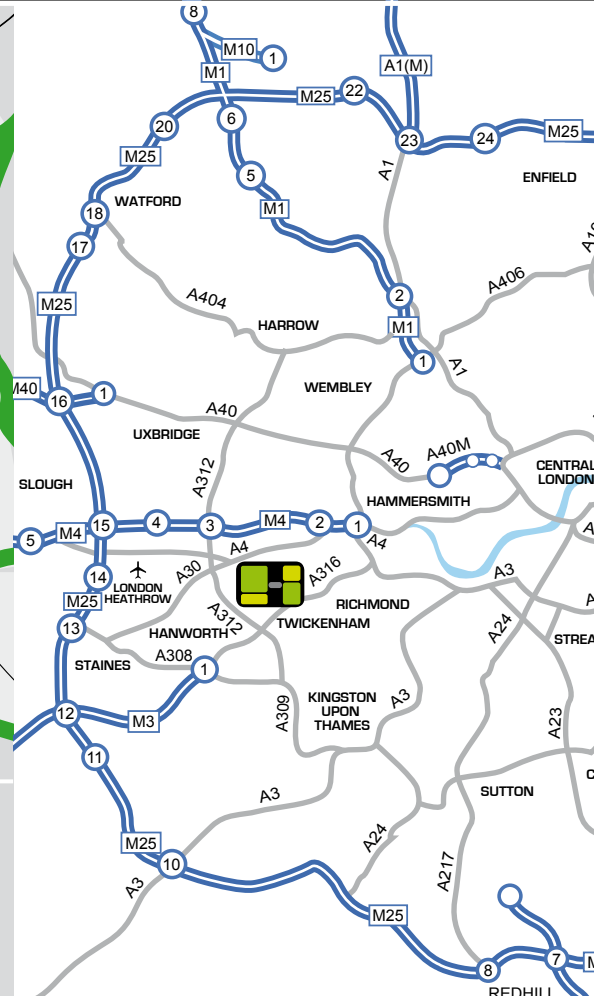 8
M10
1
A1(M)
M1
M25
22
20
6
23
24
M25
M25
A1
5
ENFIELD
WATFORD
18
M1
17
A406
M25
A404
2
HARROW
M1
A1
1
WEMBLEY
M40
16
1
A40
UXBRIDGE
A40
A40M
A312
CENTRAL
LONDON
SLOUGH
HAMMERSMITH
5
M4
15
4
3
M4
2
1
A4
A4
14
A30
A316
A3
LONDON
HEATHROW
M25
RICHMOND
A312
13
HANWORTH
TWICKENHAM
A24
STREA
STAINES
A308
1
KINGSTON
UPON
THAMES
A3
A309
12
M3
A23
11
A3
SUTTON
A24
M25
10
A3
A217
M25
8
7
M
REDHILL